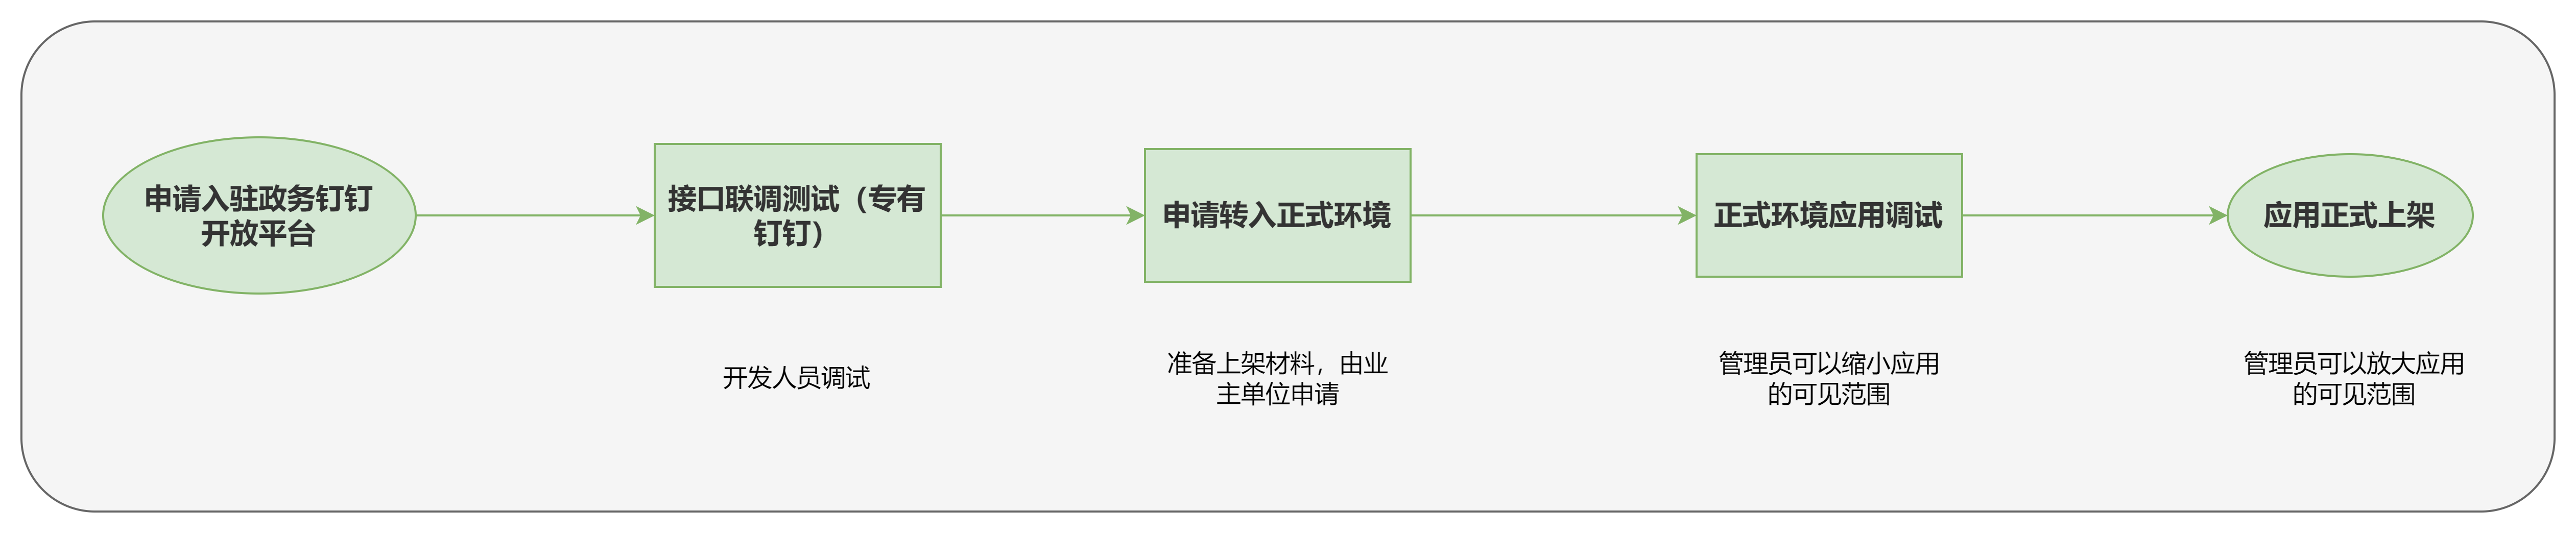 申请入驻政务钉钉
开放平台
接口联调测试（专有
钉钉）
申请转入正式环境
正式环境应用调试
应用正式上架
开发人员调试
准备上架材料，由业
主单位申请
管理员可以缩小应用
的可见范围
管理员可以放大应用
的可见范围